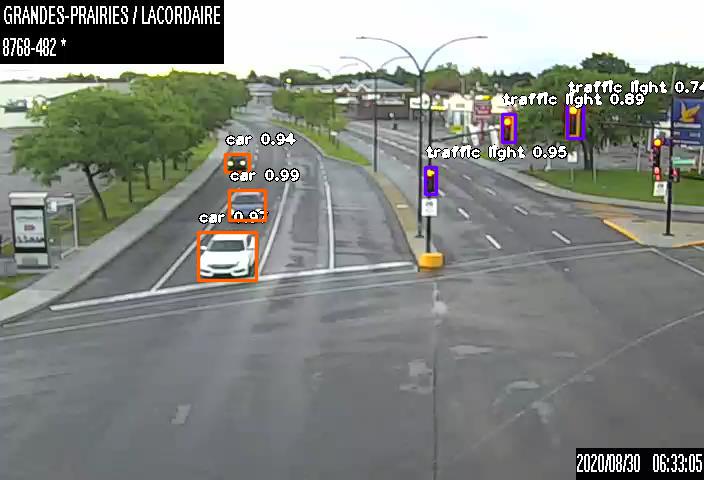 GRANDES-PRAIRIES / LACORDAIRE
8768-482 *
traffic light 0.74
traffic light 0.89
car 0.94
traffic light 0.95
car 0.99
car 0.97
2020/08/30 06:33:05